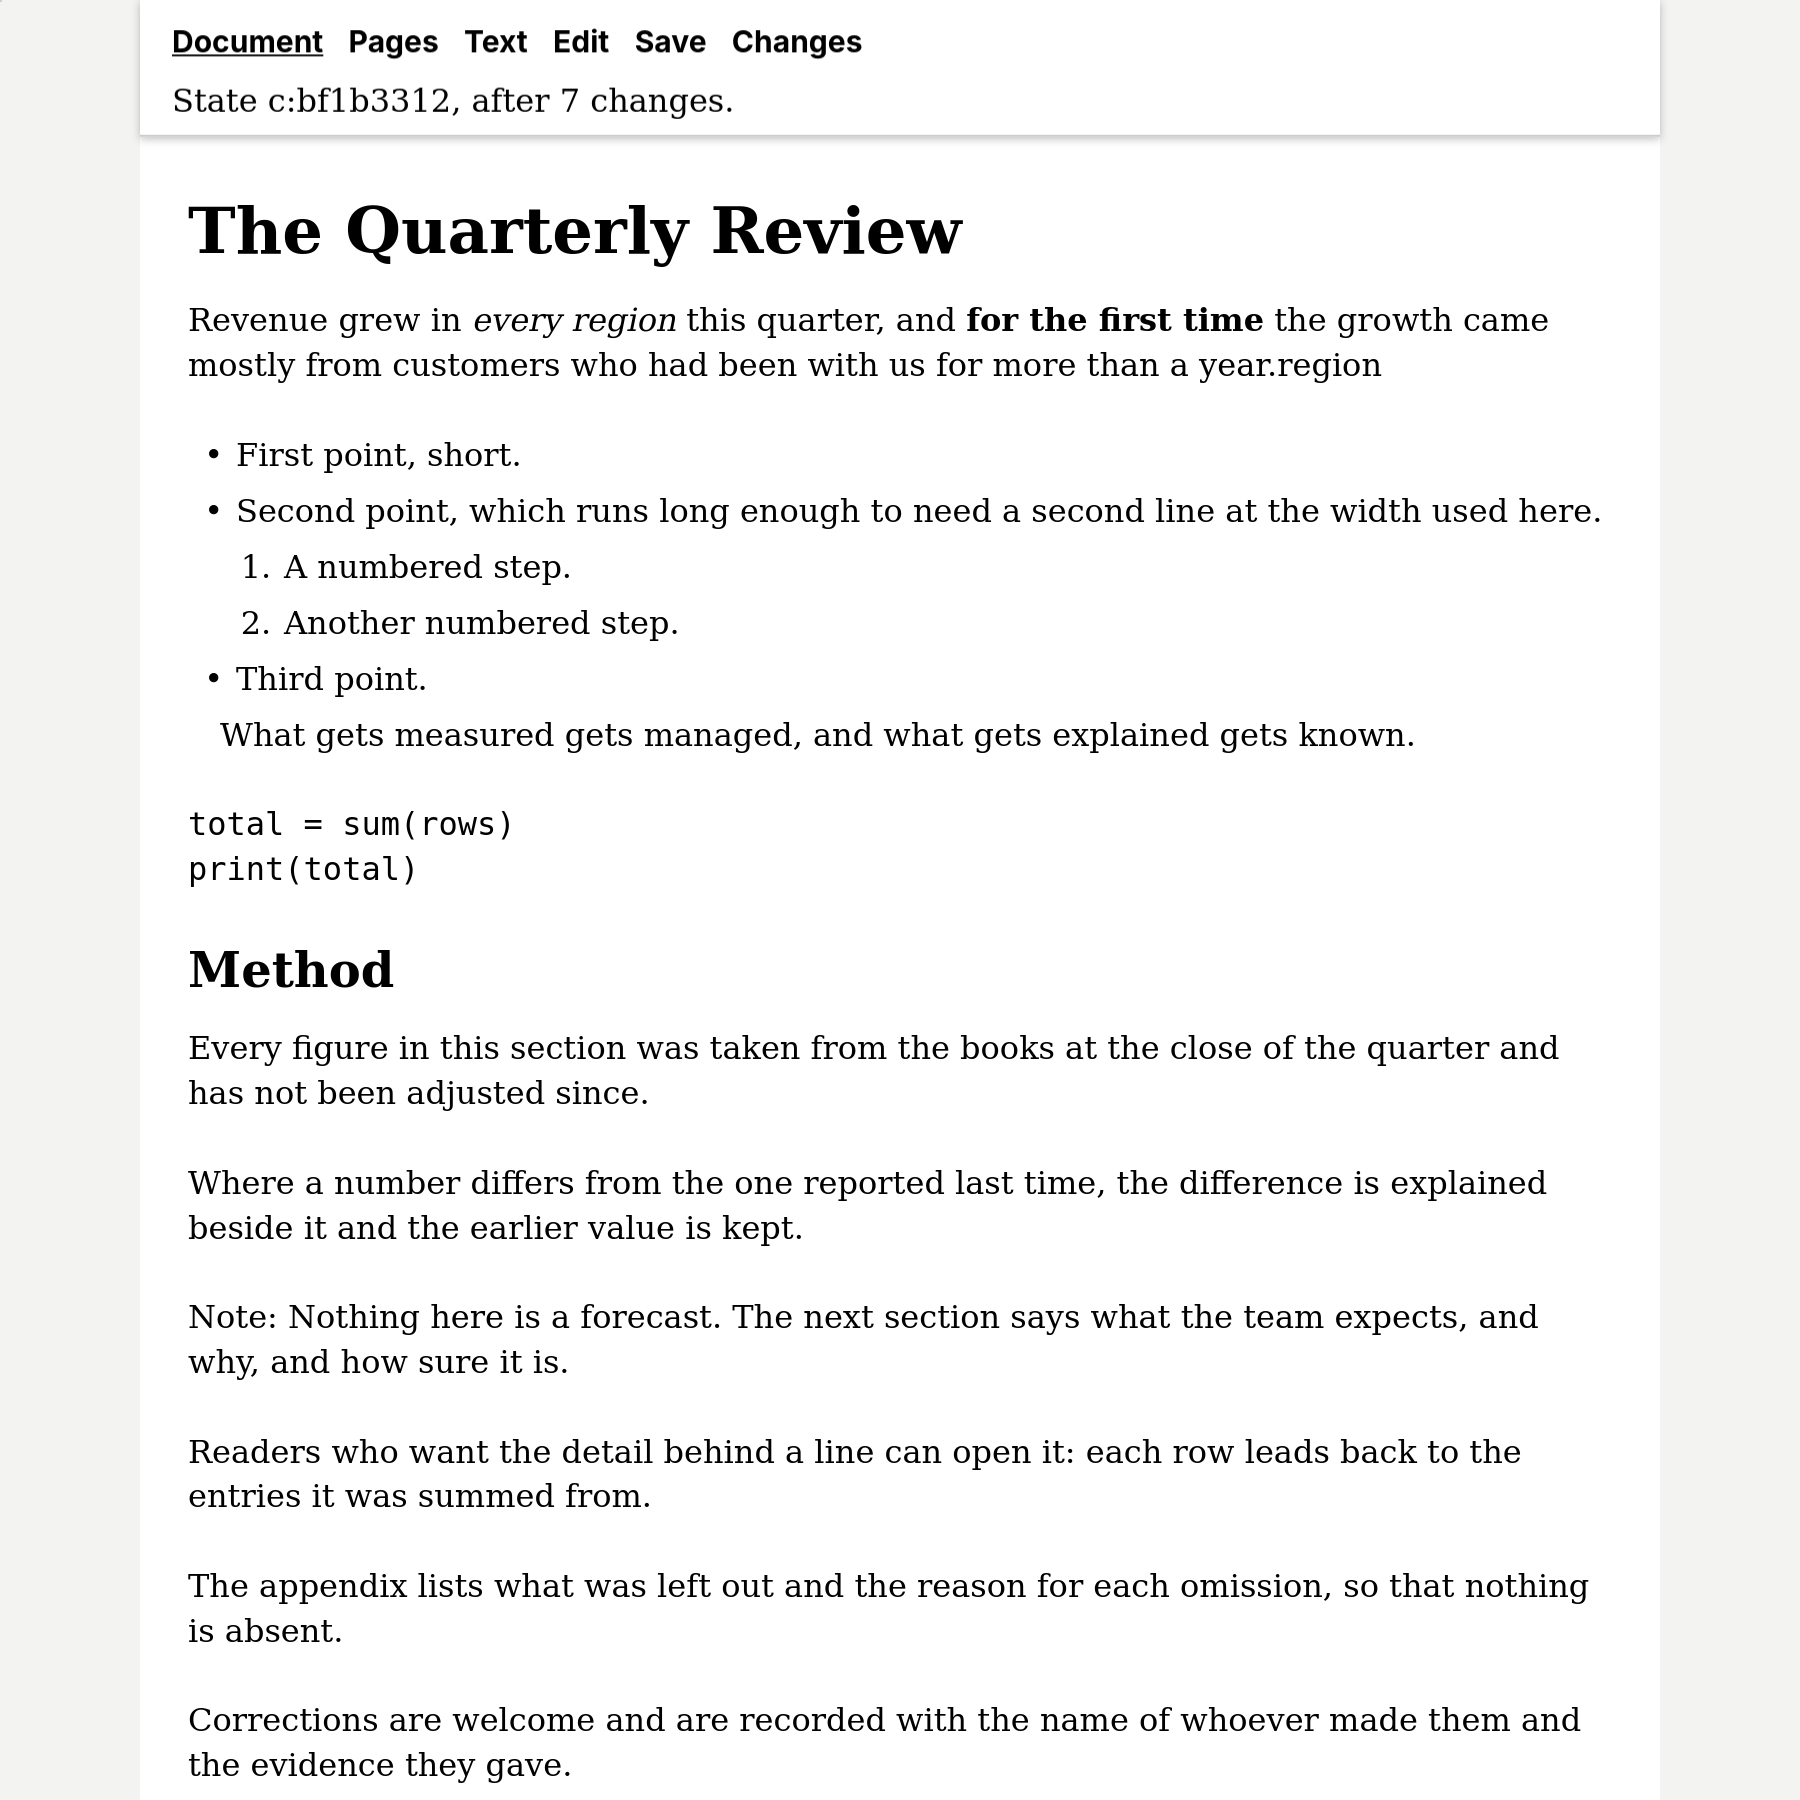 Document Pages Text Edit Save Changes
State c:bf1b3312, after 7 changes.
The Quarterly Review
Revenue grew in every region this quarter, and for the first time the growth came
mostly from customers who had been with us for more than a year.region
• First point, short.
• Second point, which runs long enough to need a second line at the width used here.
1. A numbered step.
2. Another numbered step.
• Third point.
What gets measured gets managed, and what gets explained gets known.
total = sum(rows)
print(total)
Method
Every figure in this section was taken from the books at the close of the quarter and
has not been adjusted since.
Where a number differs from the one reported last time, the difference is explained
beside it and the earlier value is kept.
Note: Nothing here is a forecast. The next section says what the team expects, and
why, and how sure it is.
Readers who want the detail behind a line can open it: each row leads back to the
entries it was summed from.
The appendix lists what was left out and the reason for each omission, so that nothing
is absent.
Corrections are welcome and are recorded with the name of whoever made them and
the evidence they gave.